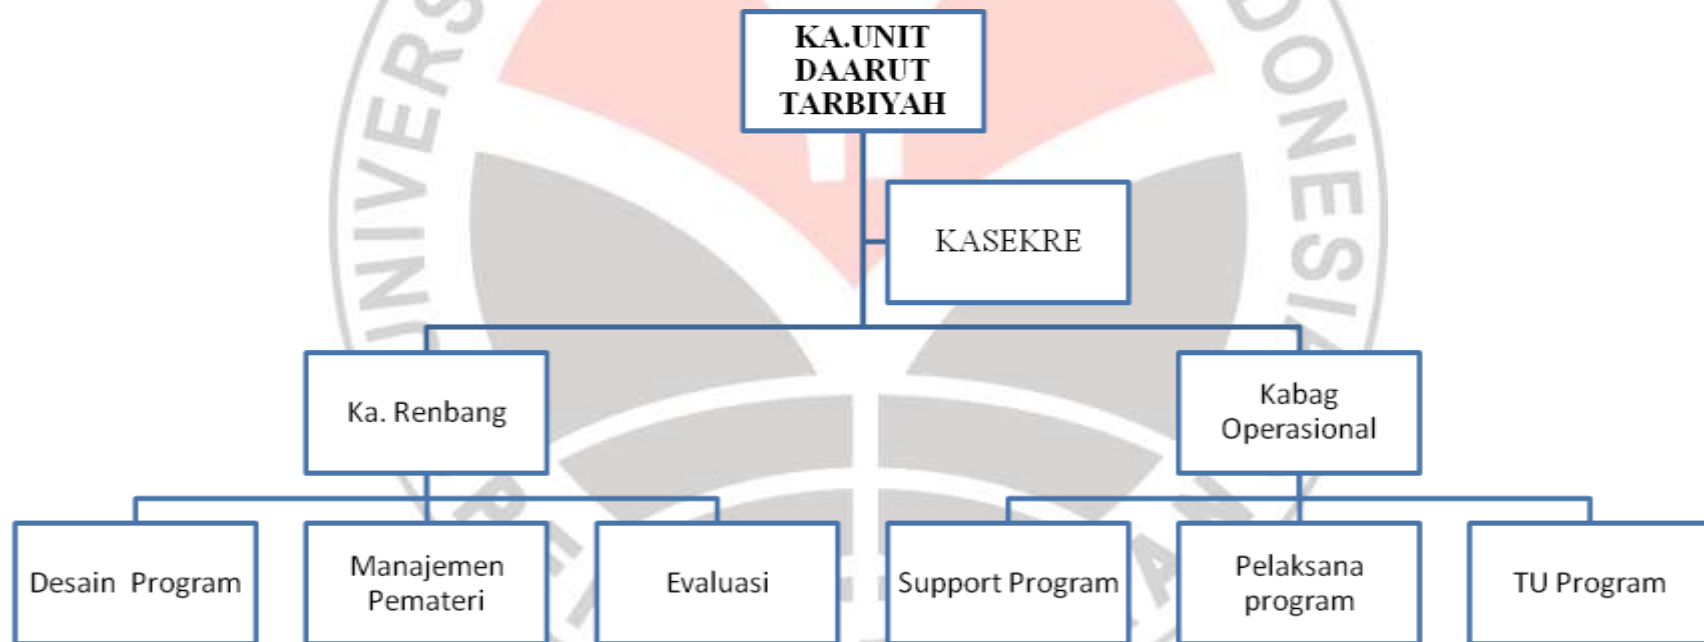 KA.UNIT
DAARUT
TARBIYAH
KASEKRE
Ka. Renbang
Kabag
Operasional
Desain Program
Manajemen
Pemateri
Evaluasi
Support Program
Pelaksana
program
TU Program